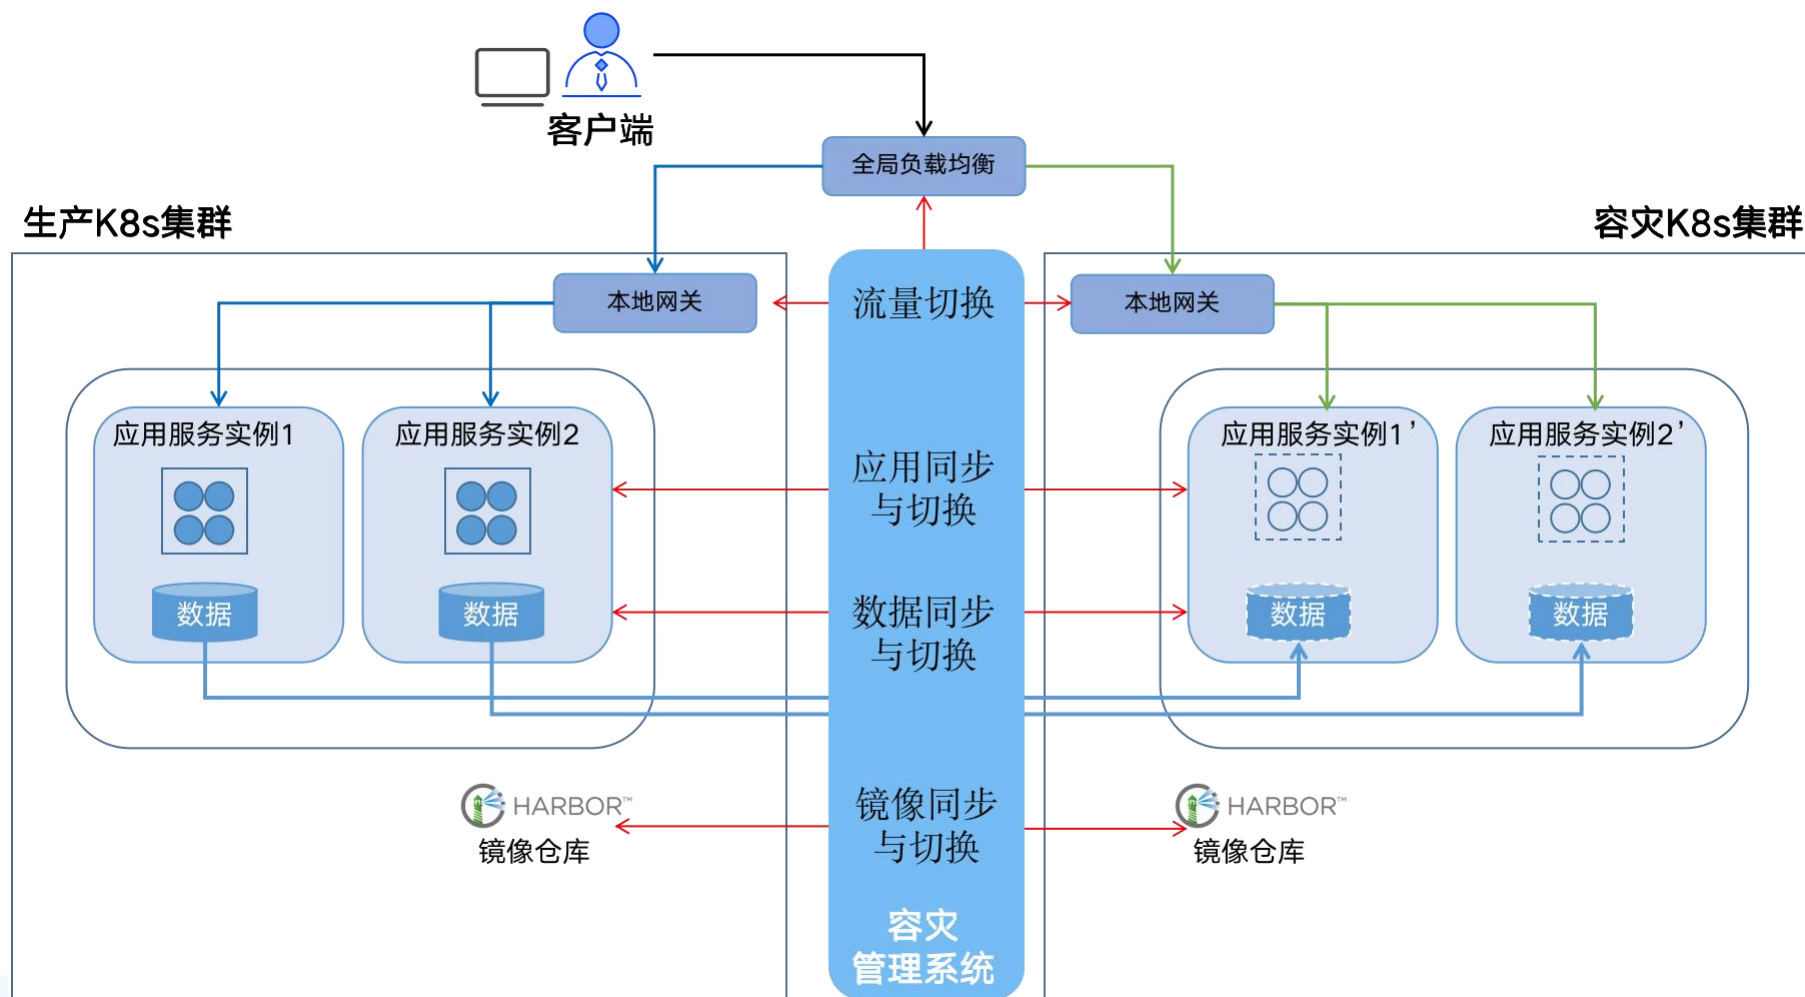 客户端
全局负载均衡
生产K8s集群
容灾K8s集群
本地网关
流量切换
本地网关
应用服务实例1
应用服务实例2
应用同步
与切换
应用服务实例1’
应用服务实例2’
数据
数据
数据同步
与切换
数据
数据
HARBOR™
镜像仓库
镜像同步
与切换
HARBOR™
镜像仓库
容灾
管理系统